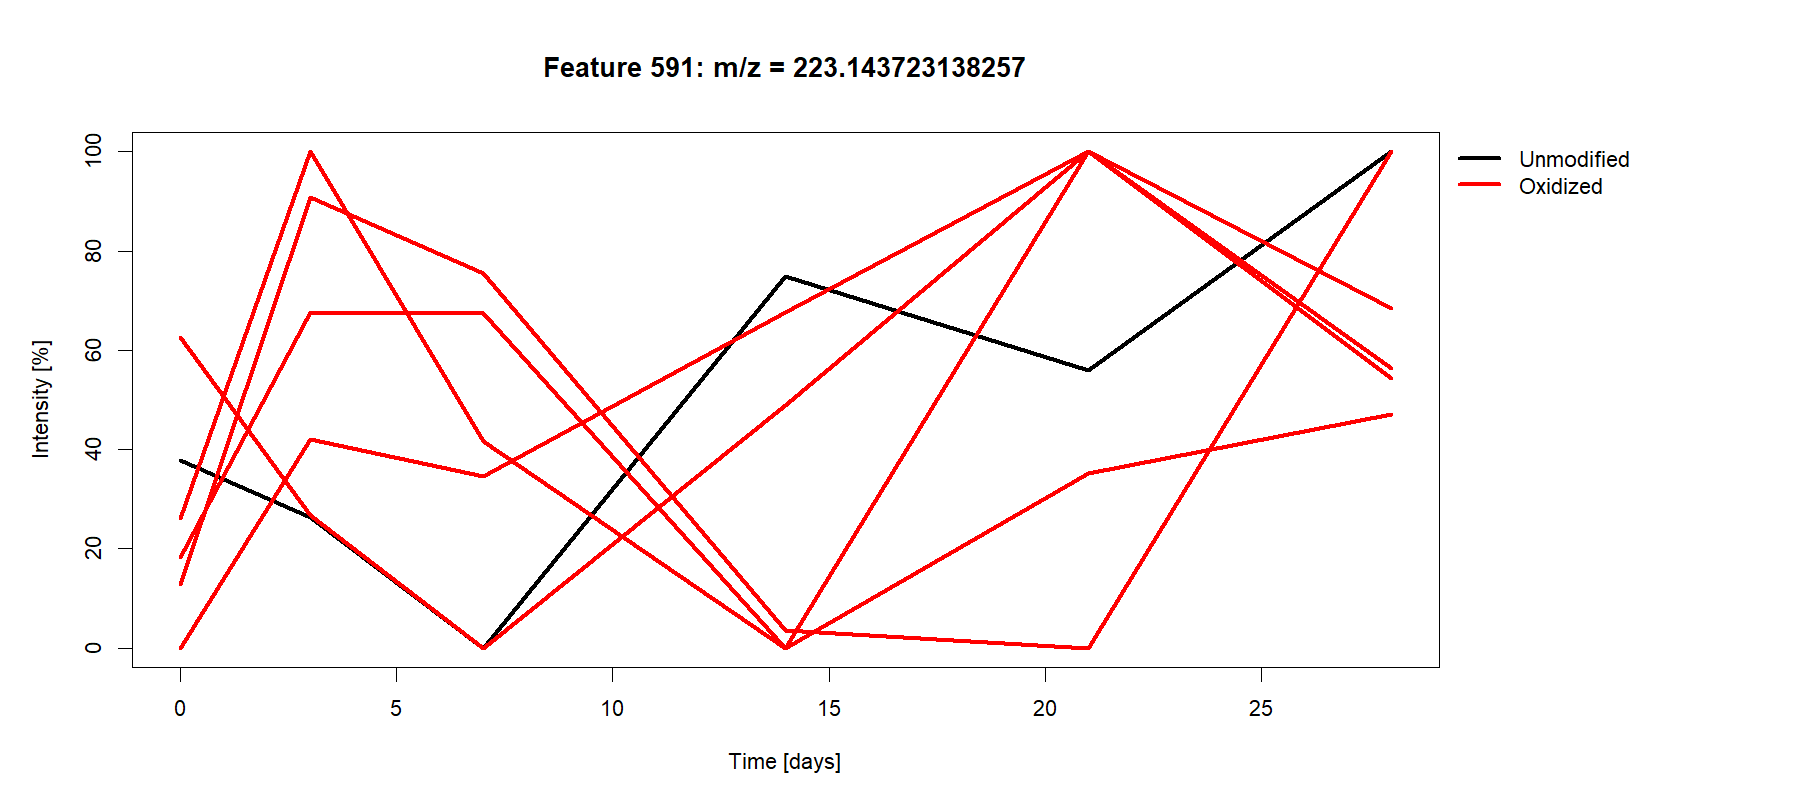 Feature 591: m/z = 223.143723138257
Unmodified
Oxidized
Intensity [%]
100
80
60
40
20
0
0 5 10 15 20 25
Time [days]